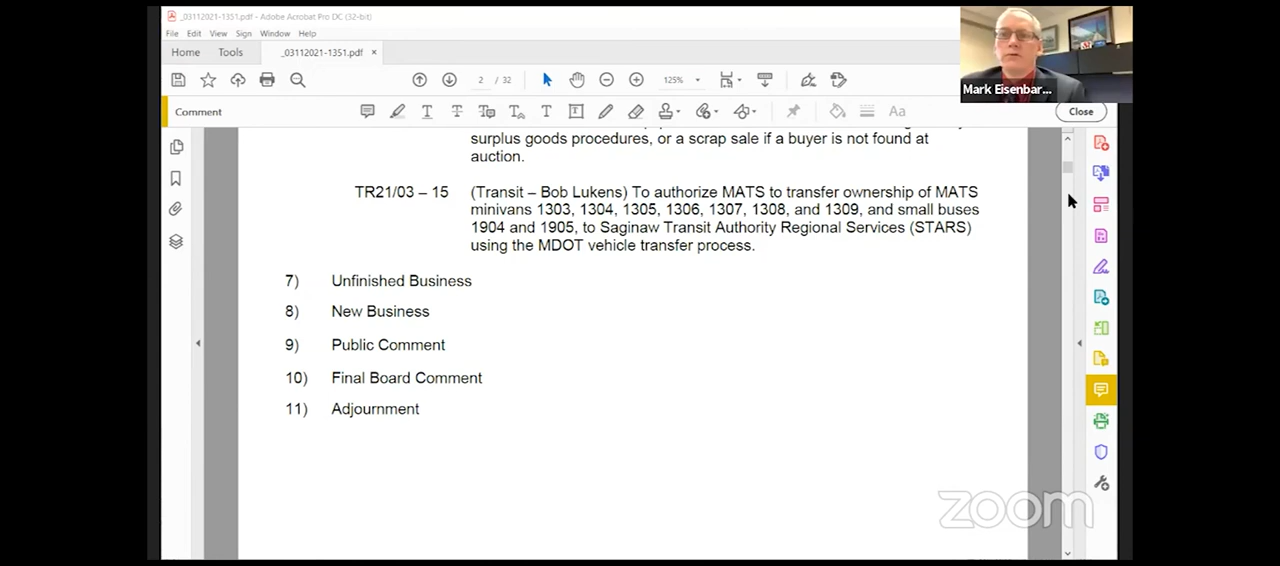 _03112021-1351.pdf - Adobe Acrobat Pro DC (32-bit)
File Edit View Sign Window Help
Home Tools _03112021-1351.pdf ×
2 / 32 125%
Comment Aa Close
Mark Eisenbar...
surplus goods procedures, or a scrap sale if a buyer is not found at
auction.
TR21/03 – 15 (Transit – Bob Lukens) To authorize MATS to transfer ownership of MATS
minivans 1303, 1304, 1305, 1306, 1307, 1308, and 1309, and small buses
1904 and 1905, to Saginaw Transit Authority Regional Services (STARS)
using the MDOT vehicle transfer process.
7) Unfinished Business
8) New Business
9) Public Comment
10) Final Board Comment
11) Adjournment
zoom